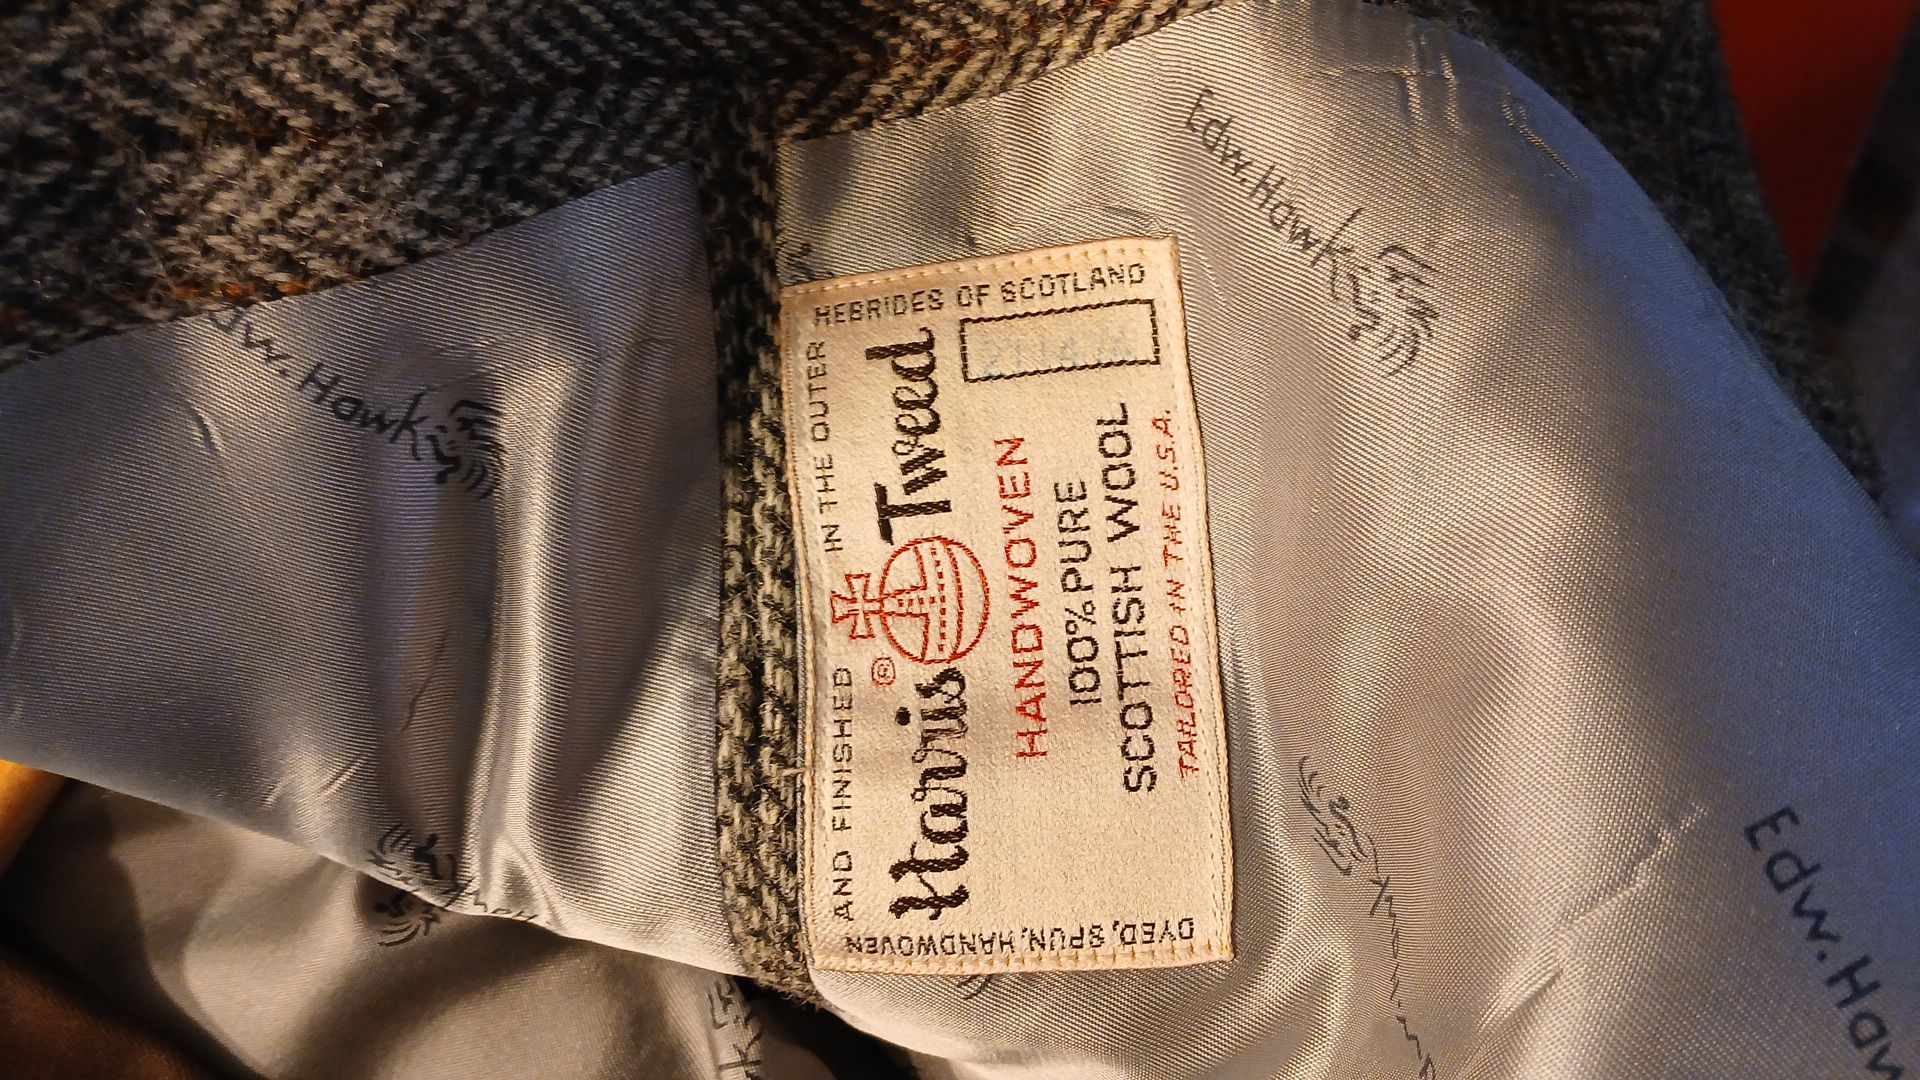 DYED, SPUN, HANDWOVEN
AND FINISHED IN THE OUTER
HEBRIDES OF SCOTLAND
Harris Tweed
®
HANDWOVEN
100% PURE
SCOTTISH WOOL
TAILORED IN THE U.S.A.
Edw. Hawk
w. Hawk
Edw. Haw